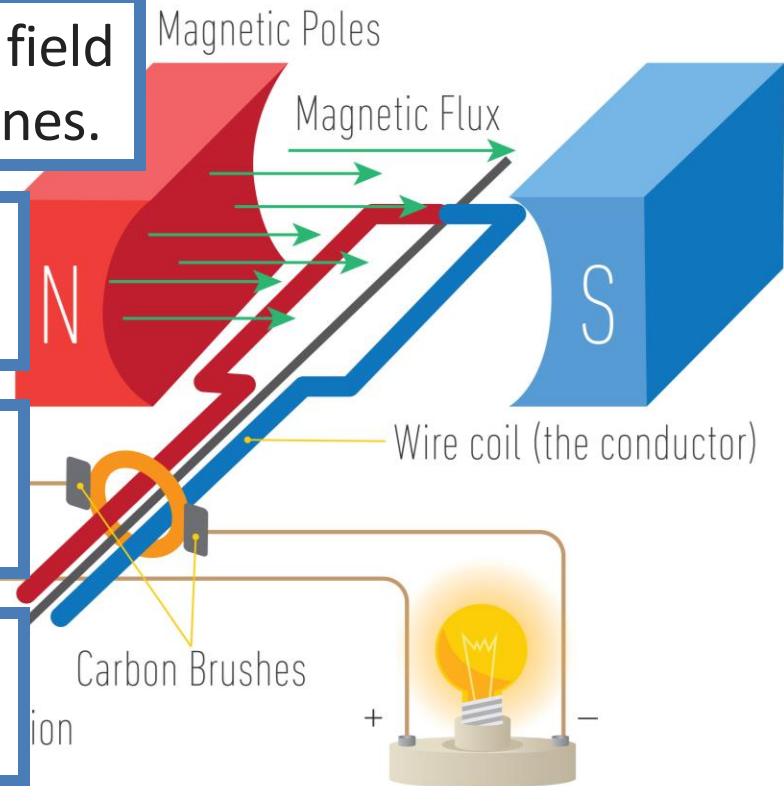 field
Magnetic Poles
nes.
Magnetic Flux
N
S
Wire coil (the conductor)
Carbon Brushes
ion
+
−